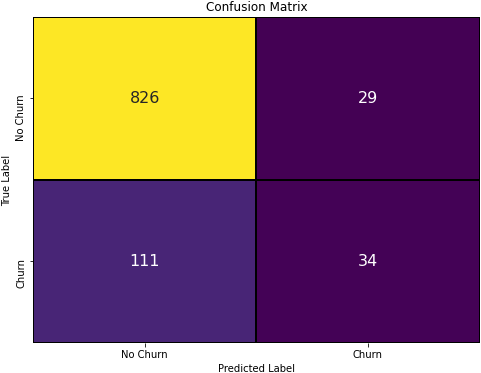 Confusion Matrix
True Label
No Churn
826
29
Churn
111
34
No Churn
Churn
Predicted Label